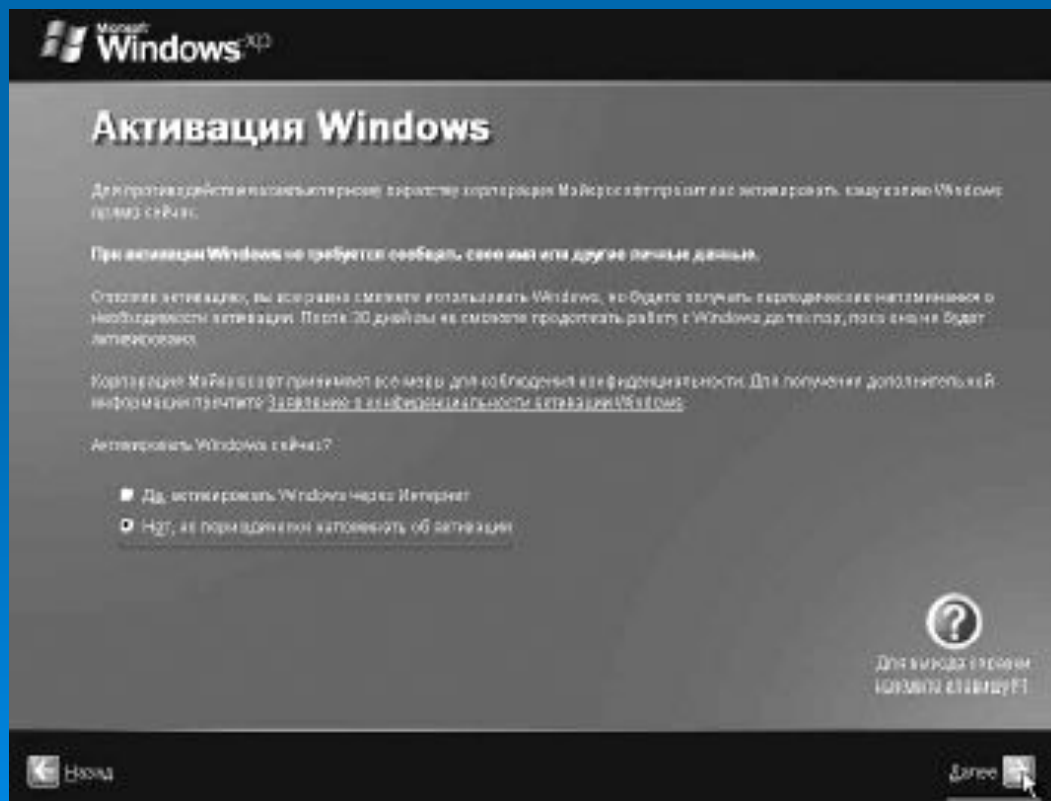 Microsoft
Windows xp
Активация Windows
Для противодействия компьютерному пиратству корпорация Майкрософт просит вас активировать вашу копию Windows
прямо сейчас.
При активации Windows не требуется сообщать свое имя или другие личные данные.
Отложив активацию, вы все равно сможете использовать Windows, но будете получать периодические напоминания о
необходимости активации. После 30 дней вы не сможете продолжать работу с Windows до тех пор, пока она не будет
активирована.
Корпорация Майкрософт принимает все меры для соблюдения конфиденциальности. Для получения дополнительной
информации прочтите Заявление о конфиденциальности активации Windows.
Активировать Windows сейчас?
Да, активировать Windows через Интернет
Нет, но периодически напоминать об активации
Для вывода справки
нажмите клавишу F1
Назад
Далее